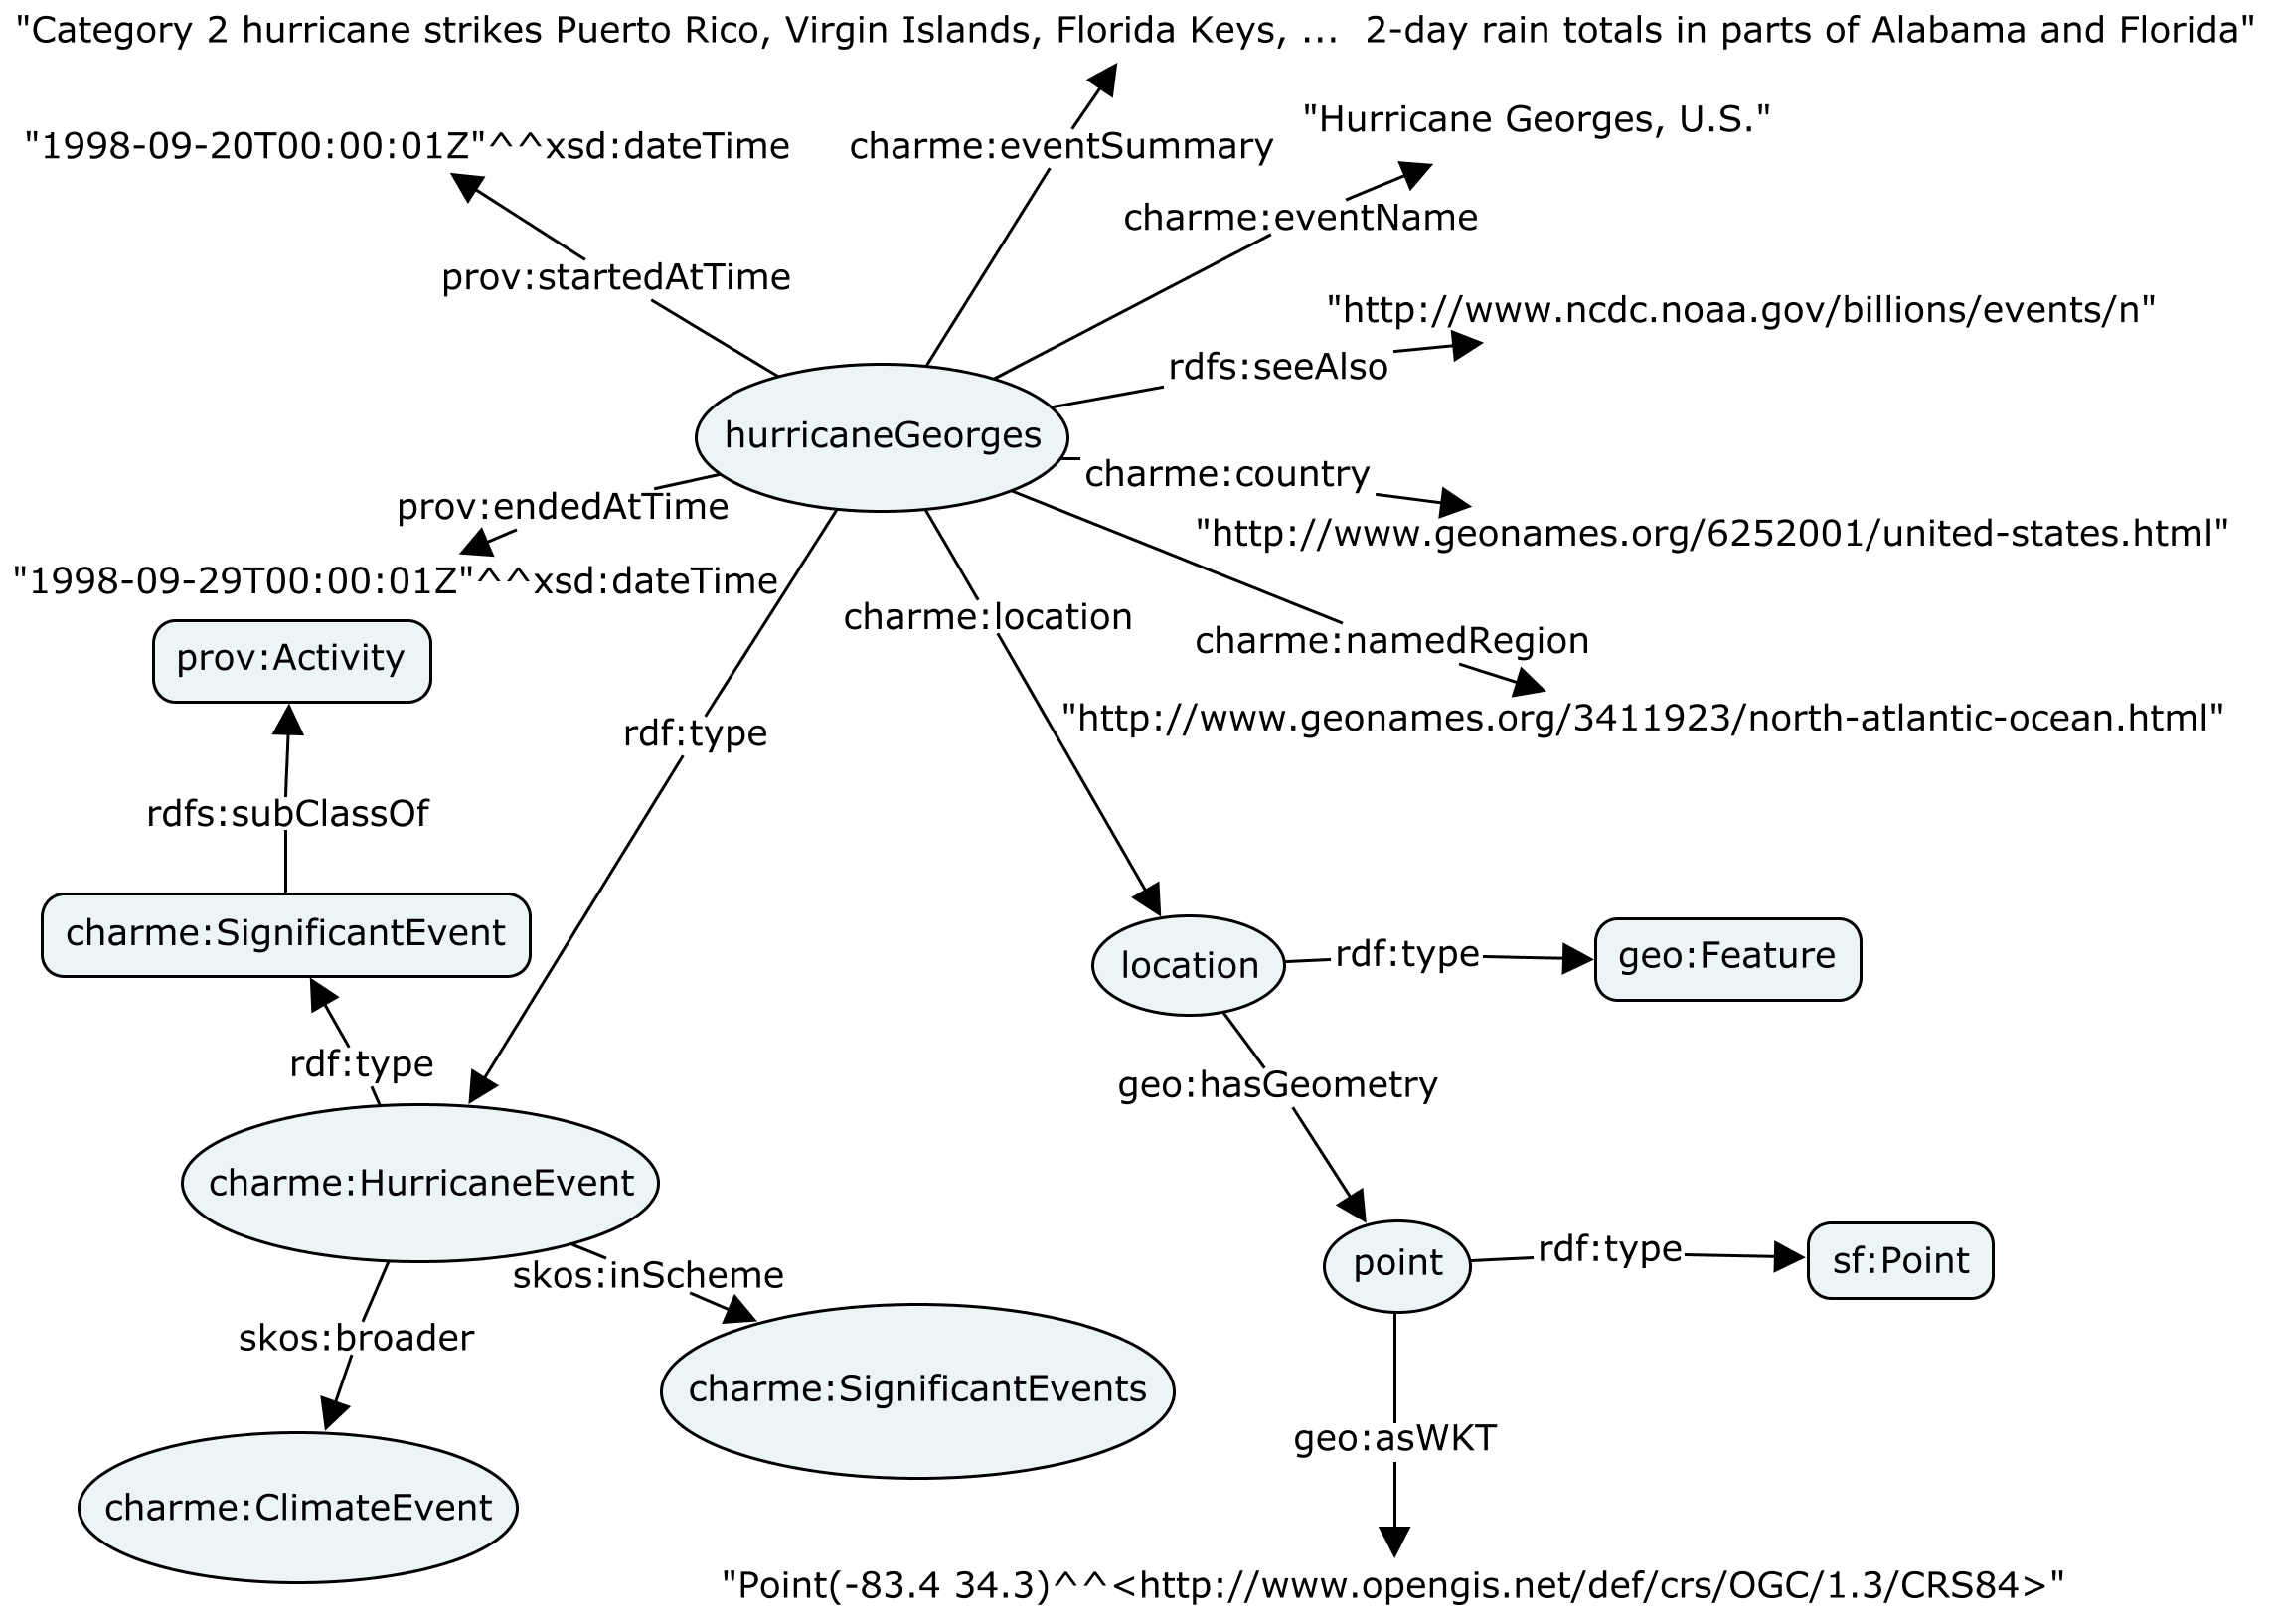 "Category 2 hurricane strikes Puerto Rico, Virgin Islands, Florida Keys, ...  2-day rain totals in parts of Alabama and Florida"
"Hurricane Georges, U.S."
"1998-09-20T00:00:01Z"^^xsd:dateTime
charme:eventSummary
charme:eventName
prov:startedAtTime
"http://www.ncdc.noaa.gov/billions/events/n"
rdfs:seeAlso
hurricaneGeorges
charme:country
prov:endedAtTime
"http://www.geonames.org/6252001/united-states.html"
"1998-09-29T00:00:01Z"^^xsd:dateTime
charme:location
charme:namedRegion
prov:Activity
"http://www.geonames.org/3411923/north-atlantic-ocean.html"
rdf:type
rdfs:subClassOf
charme:SignificantEvent
location
rdf:type
geo:Feature
rdf:type
geo:hasGeometry
charme:HurricaneEvent
point
rdf:type
sf:Point
skos:inScheme
skos:broader
charme:SignificantEvents
geo:asWKT
charme:ClimateEvent
"Point(-83.4 34.3)^^<http://www.opengis.net/def/crs/OGC/1.3/CRS84>"